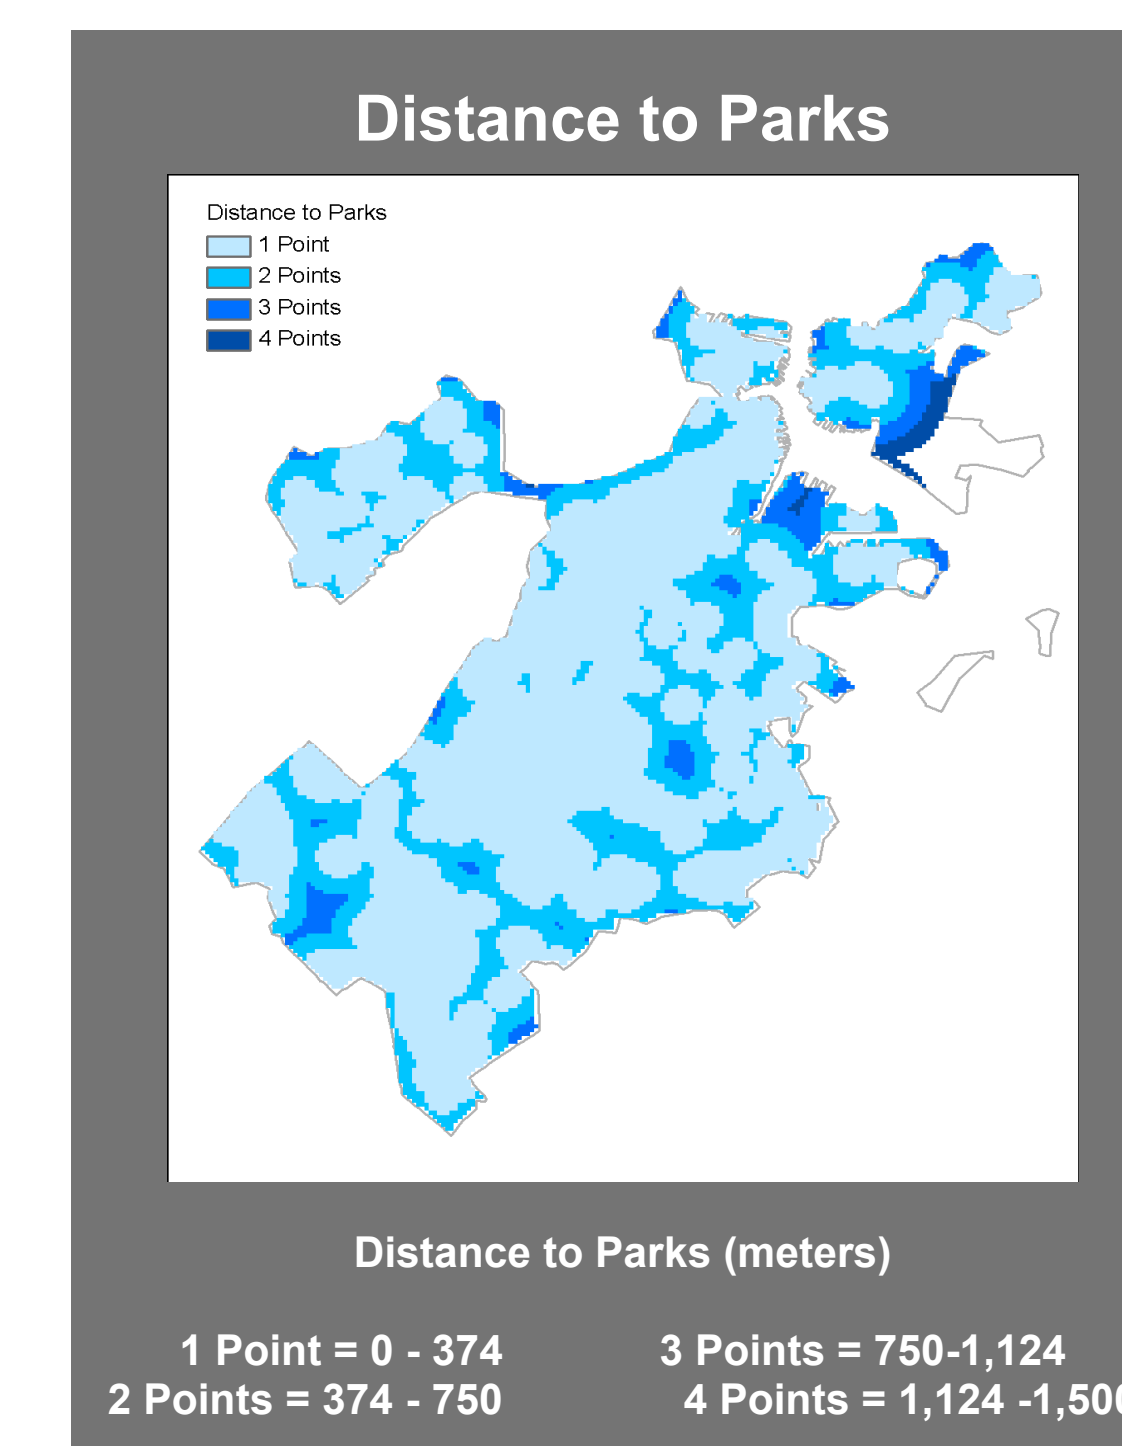 Distance to Parks
Distance to Parks
1 Point
2 Points
3 Points
4 Points
Distance to Parks (meters)
1 Point = 0 - 374
3 Points = 750-1,124
2 Points = 374 - 750
4 Points = 1,124 -1,500